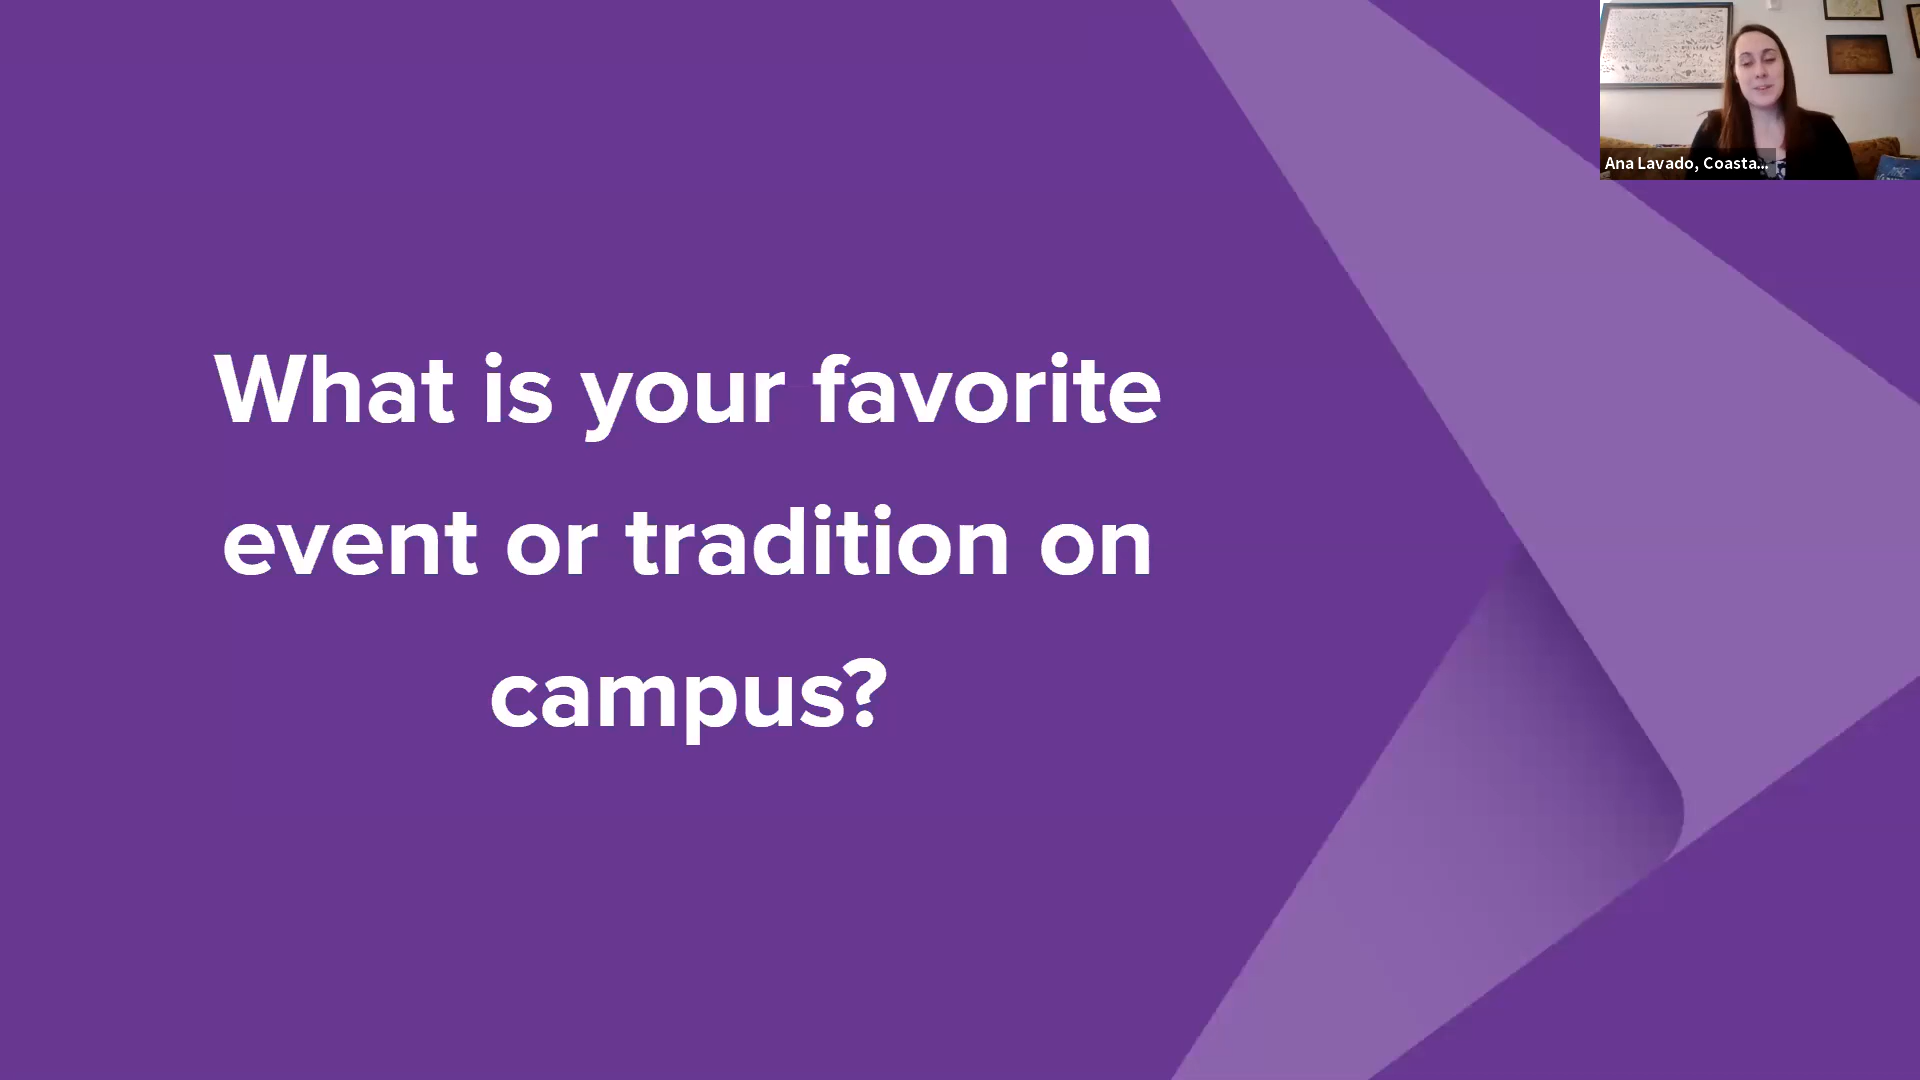 Ana Lavado, Coasta...
What is your favorite
event or tradition on
campus?